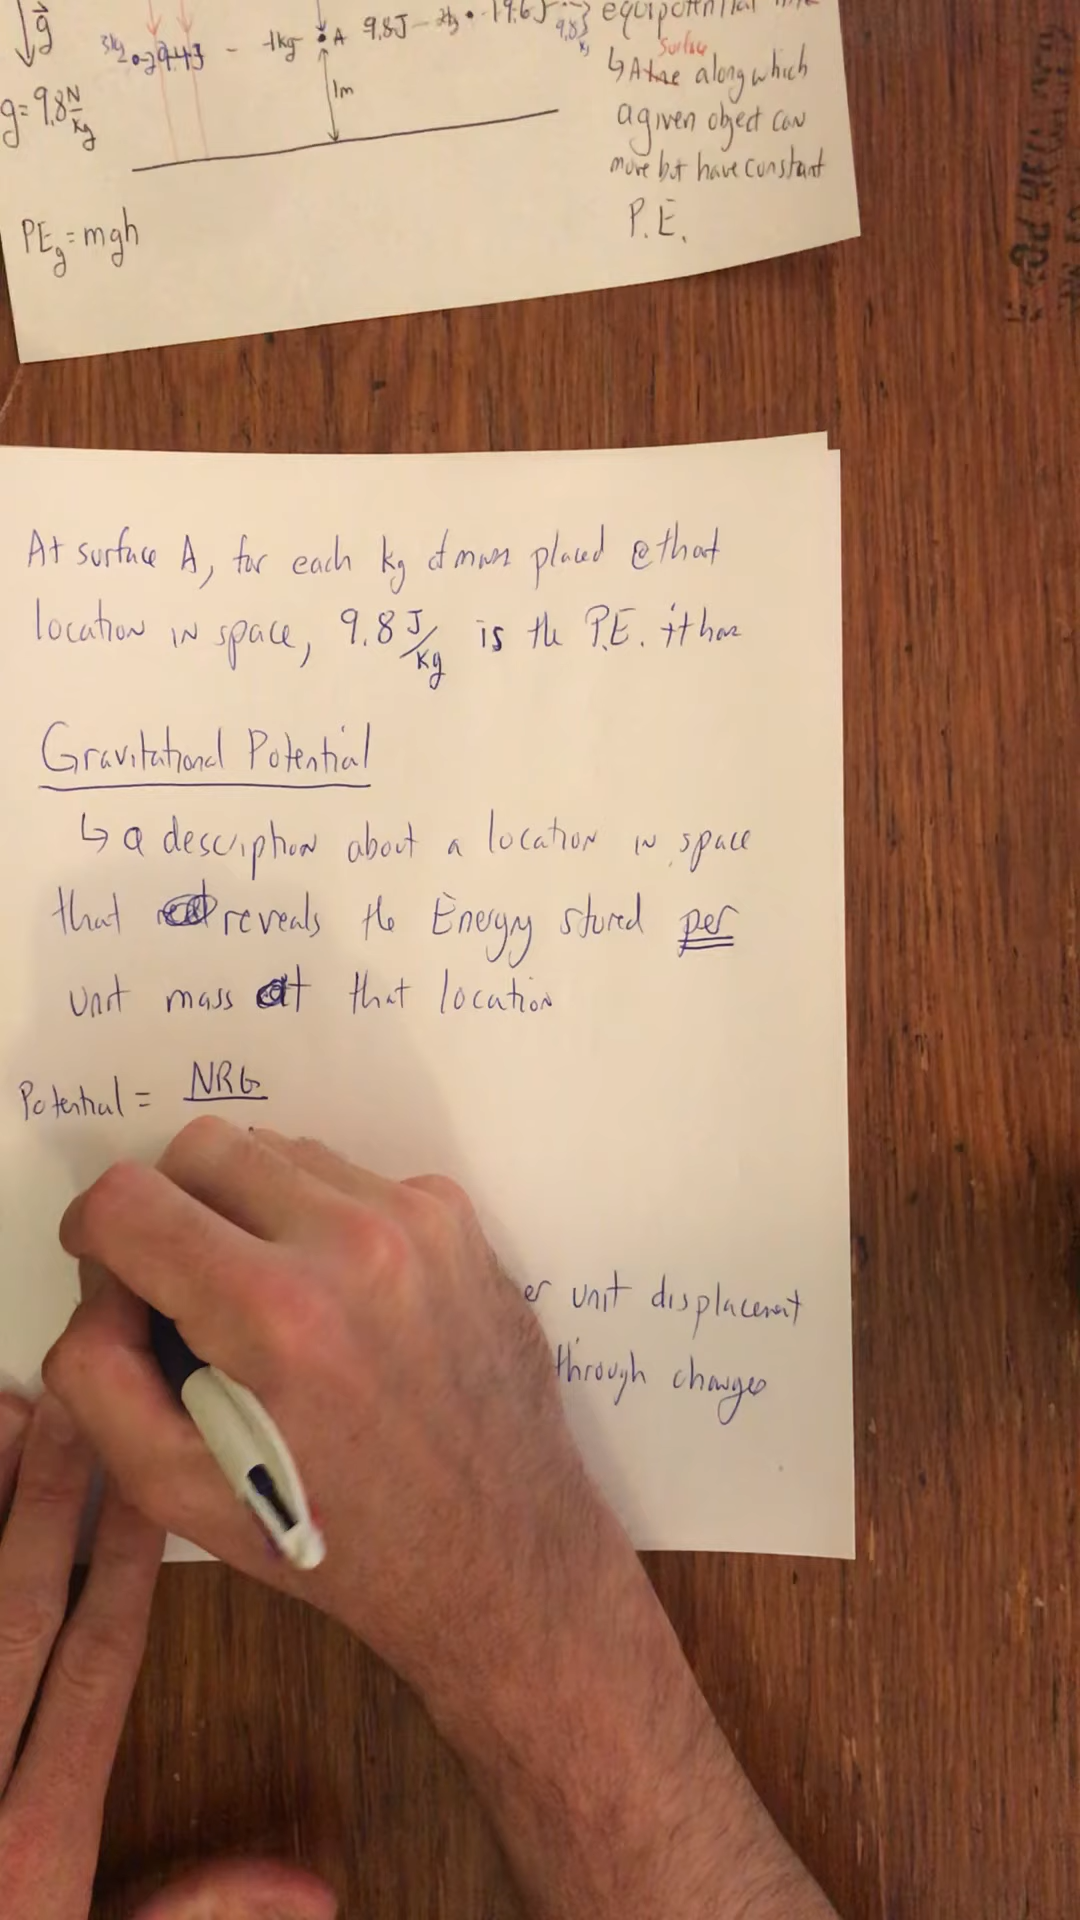 g
3kg 29.4J - 1kg A 9.8J - 2kg 19.6J equipotential
surface
↳ A line along which
1m
g = 9.8 N/kg
a given object can
move but have constant
P.E.
PEg = mgh
At surface A, for each kg of mass placed @ that
location in space, 9.8 J/kg is the P.E. it has
Gravitational Potential
↳ a description about a location in space
that reveals the Energy stored per
unit mass at that location
Potential = NRG
er unit displacement
through changes